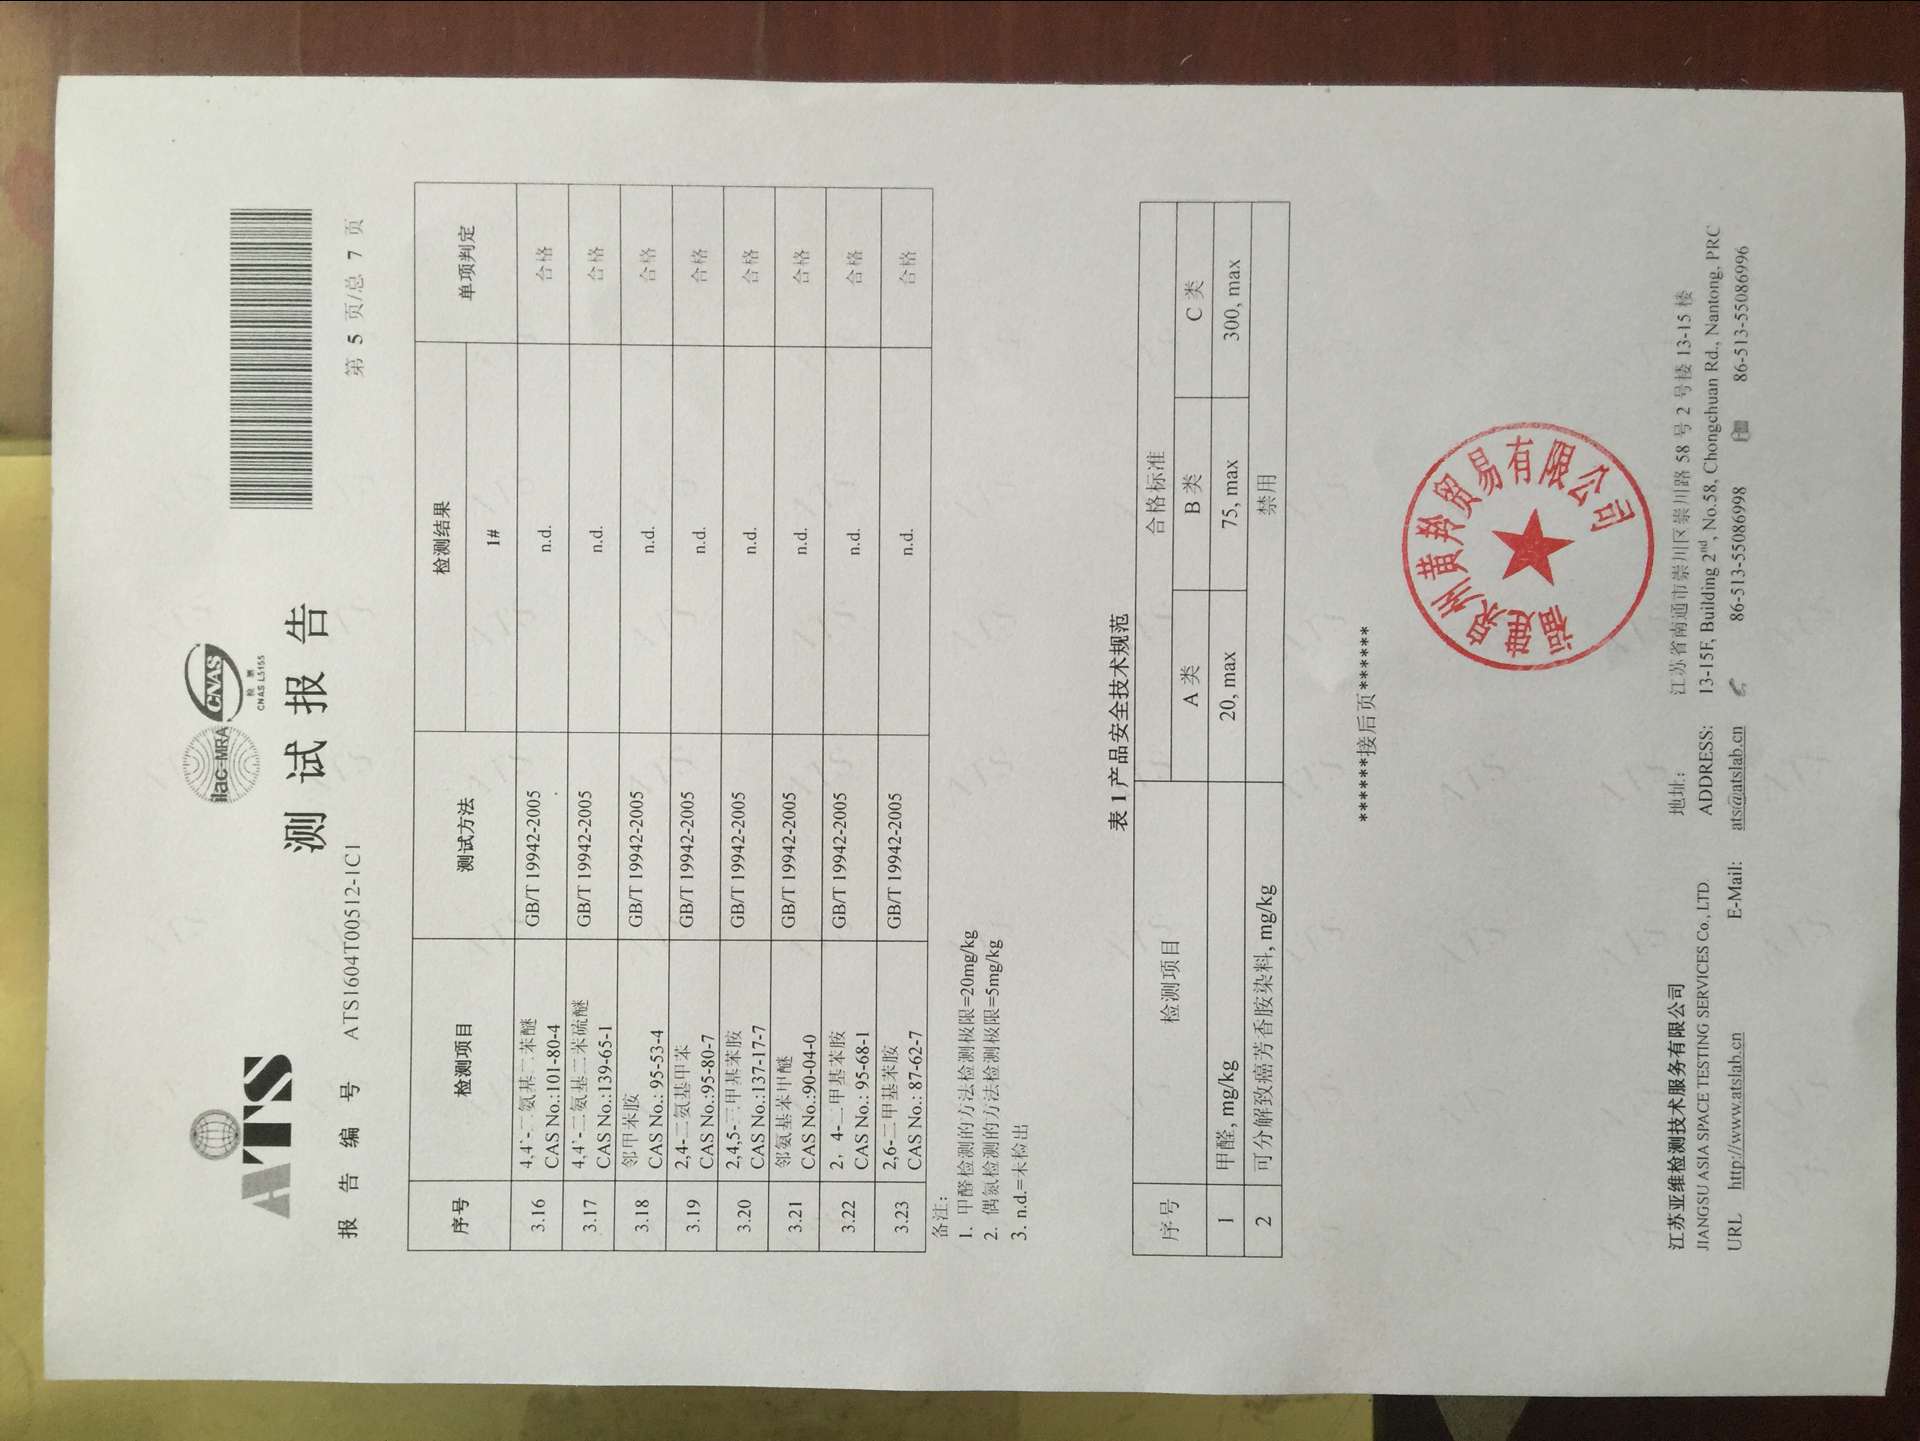 ATS
ilac-MRA
CNAS
检测
CNAS L5155
测试报告
报告编号 ATS1604T00512-1C1 第 5 页/总 7 页
序号 检测项目 测试方法 检测结果 单项判定
1#
3.16 4,4'-二氨基二苯醚 GB/T 19942-2005 n.d. 合格
CAS No.:101-80-4
3.17 4,4'-二氨基二苯硫醚 GB/T 19942-2005 n.d. 合格
CAS No.:139-65-1
3.18 邻甲苯胺 GB/T 19942-2005 n.d. 合格
CAS No.: 95-53-4
3.19 2,4-二氨基甲苯 GB/T 19942-2005 n.d. 合格
CAS No.:95-80-7
3.20 2,4,5-三甲基苯胺 GB/T 19942-2005 n.d. 合格
CAS No.:137-17-7
3.21 邻氨基苯甲醚 GB/T 19942-2005 n.d. 合格
CAS No.:90-04-0
3.22 2，4-二甲基苯胺 GB/T 19942-2005 n.d. 合格
CAS No.: 95-68-1
3.23 2,6-二甲基苯胺 GB/T 19942-2005 n.d. 合格
CAS No.: 87-62-7
备注:
1. 甲醛检测的方法检测极限=20mg/kg
2. 偶氮检测的方法检测极限=5mg/kg
3. n.d.=未检出
表 1 产品安全技术规范
序号 检测项目 合格标准
A 类 B 类 C 类
1 甲醛, mg/kg 20, max 75, max 300, max
2 可分解致癌芳香胺染料, mg/kg 禁用
******接后页******
州黄羚贸易有限公司
江苏亚维检测技术服务有限公司 地址: 江苏省南通市崇川区崇川路 58 号 2 号楼 13-15 楼
JIANGSU ASIA SPACE TESTING SERVICES Co., LTD. ADDRESS: 13-15F, Building 2nd, No.58, Chongchuan Rd., Nantong, PRC
URL http://www.atslab.cn E-Mail: ats@atslab.cn 86-513-55086998 86-513-55086996